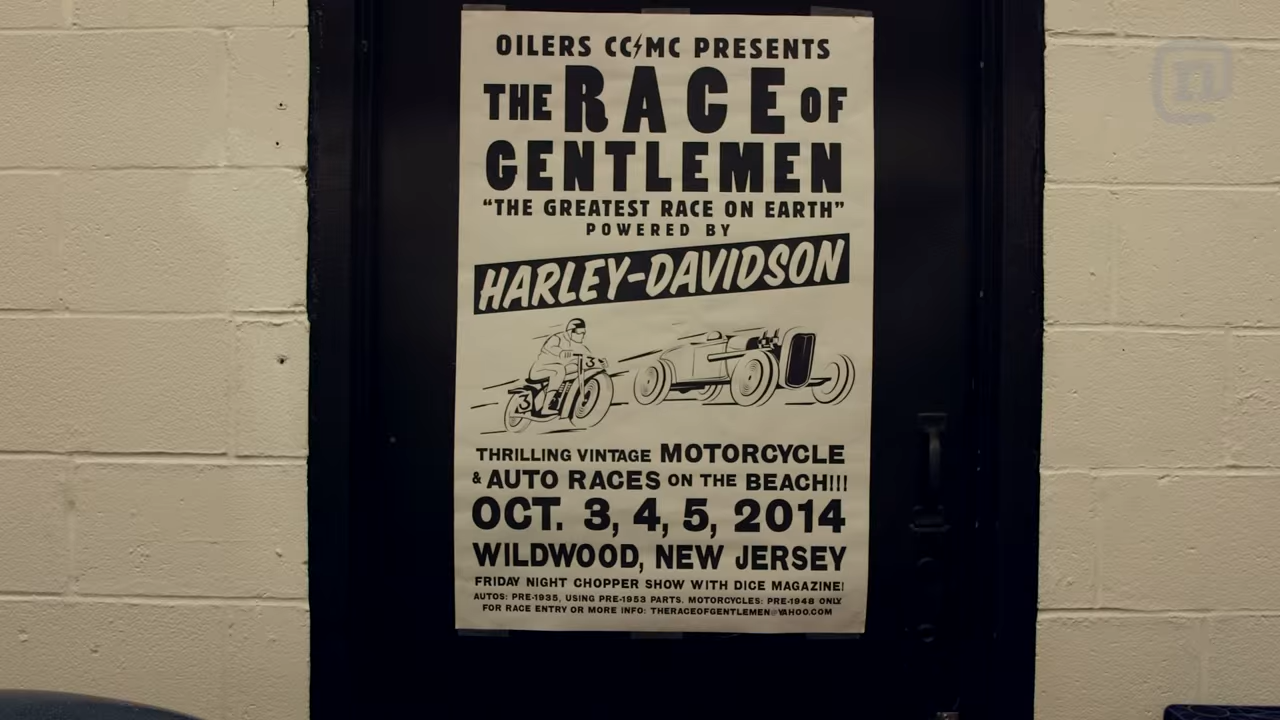 OILERS CC⚡MC PRESENTS
THE RACE OF
GENTLEMEN
"THE GREATEST RACE ON EARTH"
POWERED BY
HARLEY-DAVIDSON
3
3
THRILLING VINTAGE MOTORCYCLE
& AUTO RACES ON THE BEACH!!!
OCT. 3, 4, 5, 2014
WILDWOOD, NEW JERSEY
FRIDAY NIGHT CHOPPER SHOW WITH DICE MAGAZINE!
AUTOS: PRE-1935, USING PRE-1953 PARTS. MOTORCYCLES: PRE-1948 ONLY
FOR RACE ENTRY OR MORE INFO: THERACEOFGENTLEMEN@YAHOO.COM
n